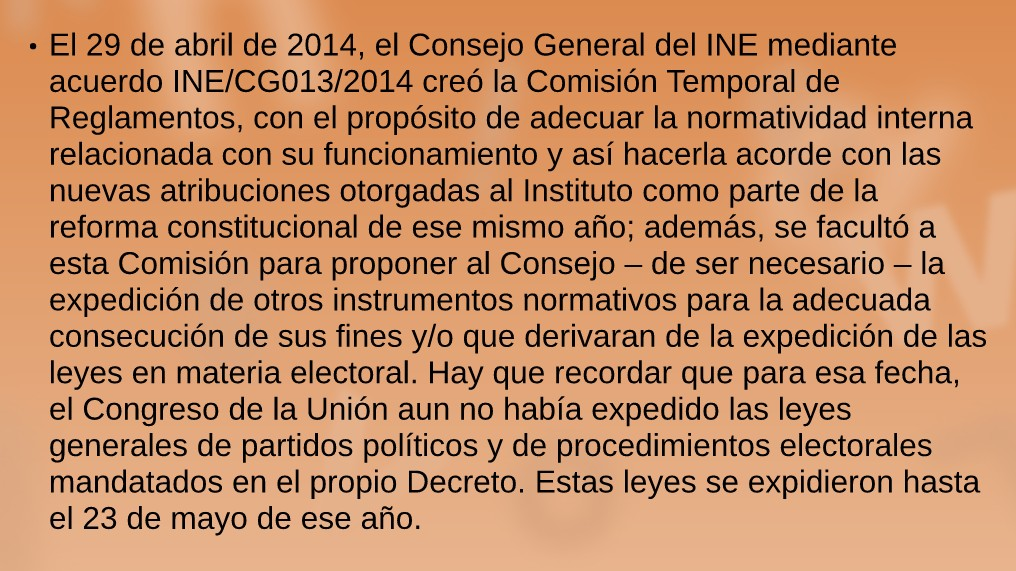 • El 29 de abril de 2014, el Consejo General del INE mediante
acuerdo INE/CG013/2014 creó la Comisión Temporal de
Reglamentos, con el propósito de adecuar la normatividad interna
relacionada con su funcionamiento y así hacerla acorde con las
nuevas atribuciones otorgadas al Instituto como parte de la
reforma constitucional de ese mismo año; además, se facultó a
esta Comisión para proponer al Consejo – de ser necesario – la
expedición de otros instrumentos normativos para la adecuada
consecución de sus fines y/o que derivaran de la expedición de las
leyes en materia electoral. Hay que recordar que para esa fecha,
el Congreso de la Unión aun no había expedido las leyes
generales de partidos políticos y de procedimientos electorales
mandatados en el propio Decreto. Estas leyes se expidieron hasta
el 23 de mayo de ese año.